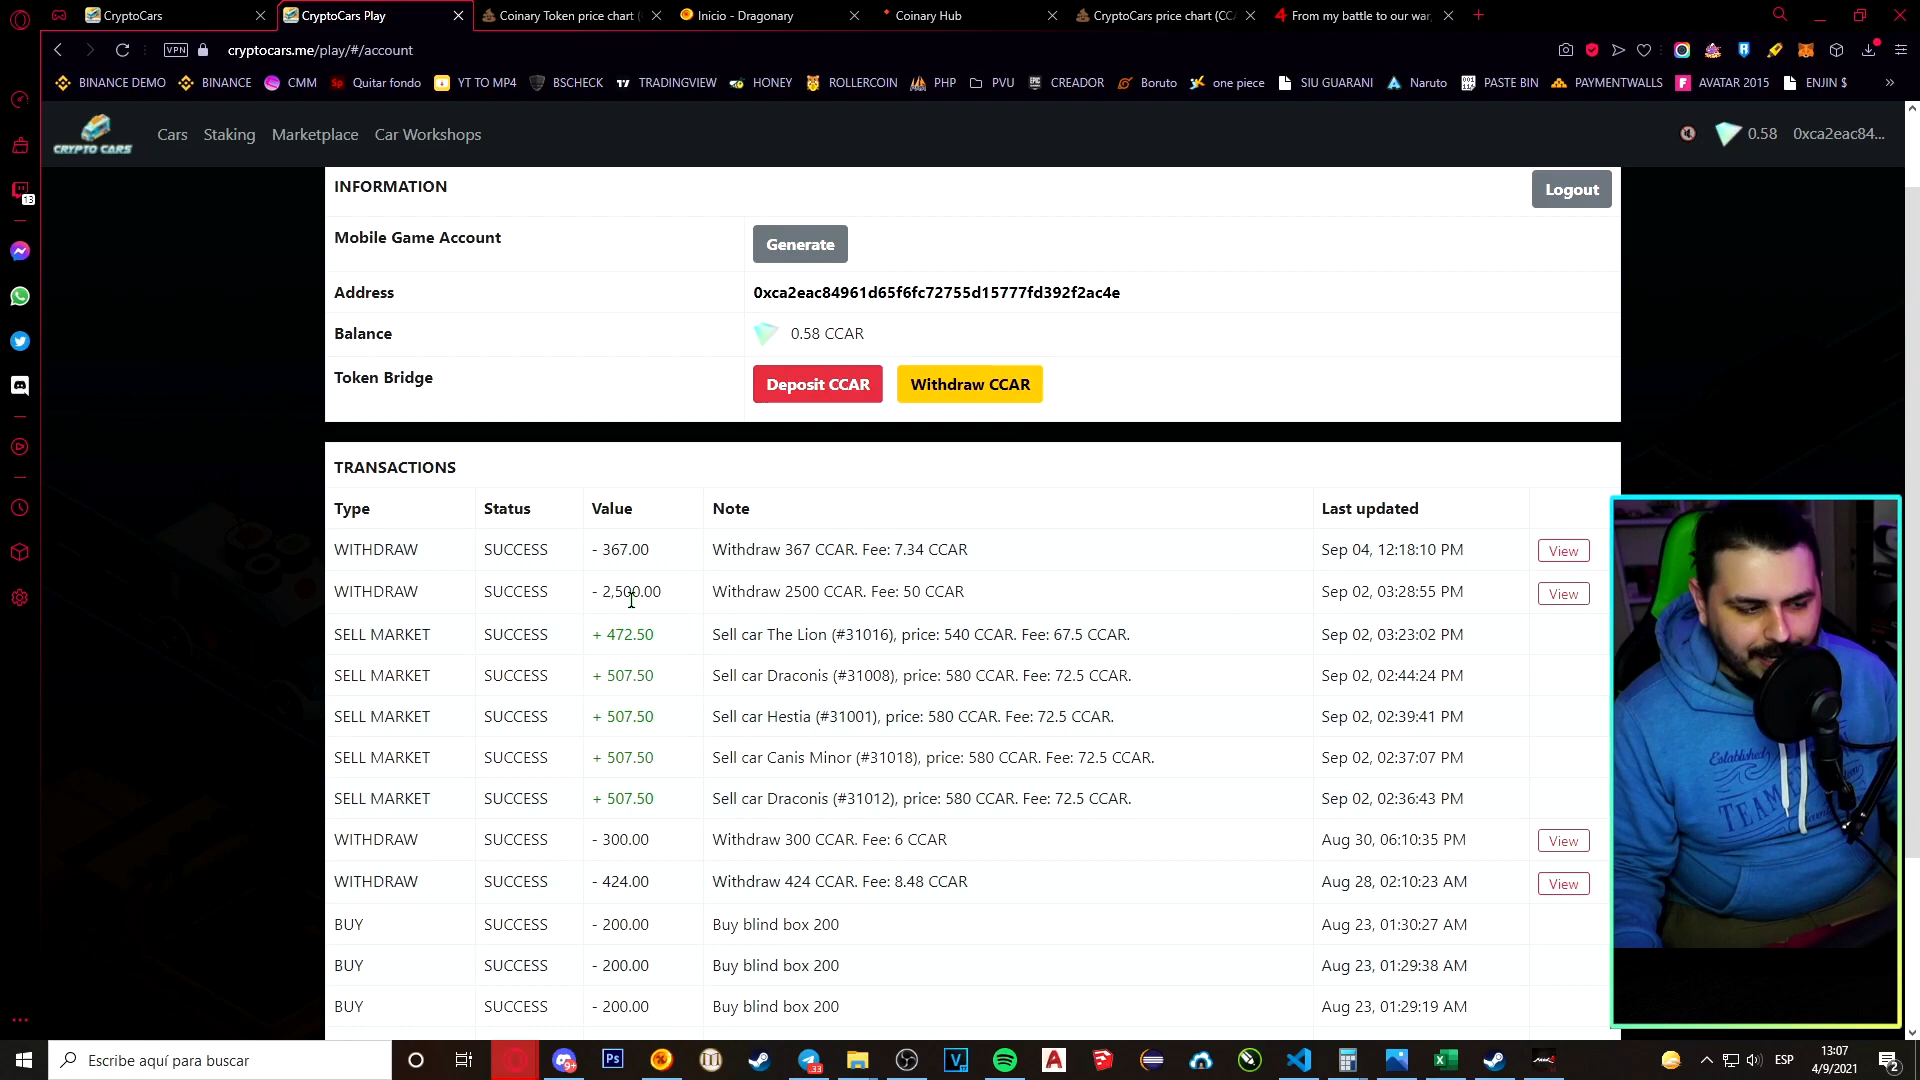 CryptoCars
CryptoCars Play
Coinary Token price chart (
Inicio - Dragonary
Coinary Hub
CryptoCars price chart (CCA
From my battle to our war,
VPN
cryptocars.me/play/#/account
BINANCE DEMO
BINANCE
CMM
Quitar fondo
YT TO MP4
BSCHECK
TRADINGVIEW
HONEY
ROLLERCOIN
PHP
PVU
CREADOR
Boruto
one piece
SIU GUARANI
Naruto
PASTE BIN
PAYMENTWALLS
AVATAR 2015
ENJIN $
»
CRYPTO CARS
Cars
Staking
Marketplace
Car Workshops
0.58
0xca2eac84...
13
INFORMATION
Logout
Mobile Game Account
Generate
Address
0xca2eac84961d65f6fc72755d15777fd392f2ac4e
Balance
0.58 CCAR
Token Bridge
Deposit CCAR
Withdraw CCAR
TRANSACTIONS
Type Status Value Note Last updated
WITHDRAW SUCCESS - 367.00 Withdraw 367 CCAR. Fee: 7.34 CCAR Sep 04, 12:18:10 PM View
WITHDRAW SUCCESS - 2,500.00 Withdraw 2500 CCAR. Fee: 50 CCAR Sep 02, 03:28:55 PM View
SELL MARKET SUCCESS + 472.50 Sell car The Lion (#31016), price: 540 CCAR. Fee: 67.5 CCAR. Sep 02, 03:23:02 PM
SELL MARKET SUCCESS + 507.50 Sell car Draconis (#31008), price: 580 CCAR. Fee: 72.5 CCAR. Sep 02, 02:44:24 PM
SELL MARKET SUCCESS + 507.50 Sell car Hestia (#31001), price: 580 CCAR. Fee: 72.5 CCAR. Sep 02, 02:39:41 PM
SELL MARKET SUCCESS + 507.50 Sell car Canis Minor (#31018), price: 580 CCAR. Fee: 72.5 CCAR. Sep 02, 02:37:07 PM
SELL MARKET SUCCESS + 507.50 Sell car Draconis (#31012), price: 580 CCAR. Fee: 72.5 CCAR. Sep 02, 02:36:43 PM
WITHDRAW SUCCESS - 300.00 Withdraw 300 CCAR. Fee: 6 CCAR Aug 30, 06:10:35 PM View
WITHDRAW SUCCESS - 424.00 Withdraw 424 CCAR. Fee: 8.48 CCAR Aug 28, 02:10:23 AM View
BUY SUCCESS - 200.00 Buy blind box 200 Aug 23, 01:30:27 AM
BUY SUCCESS - 200.00 Buy blind box 200 Aug 23, 01:29:38 AM
BUY SUCCESS - 200.00 Buy blind box 200 Aug 23, 01:29:19 AM
Established
TEAM
Escribe aquí para buscar
33
ESP
13:07
4/9/2021
2